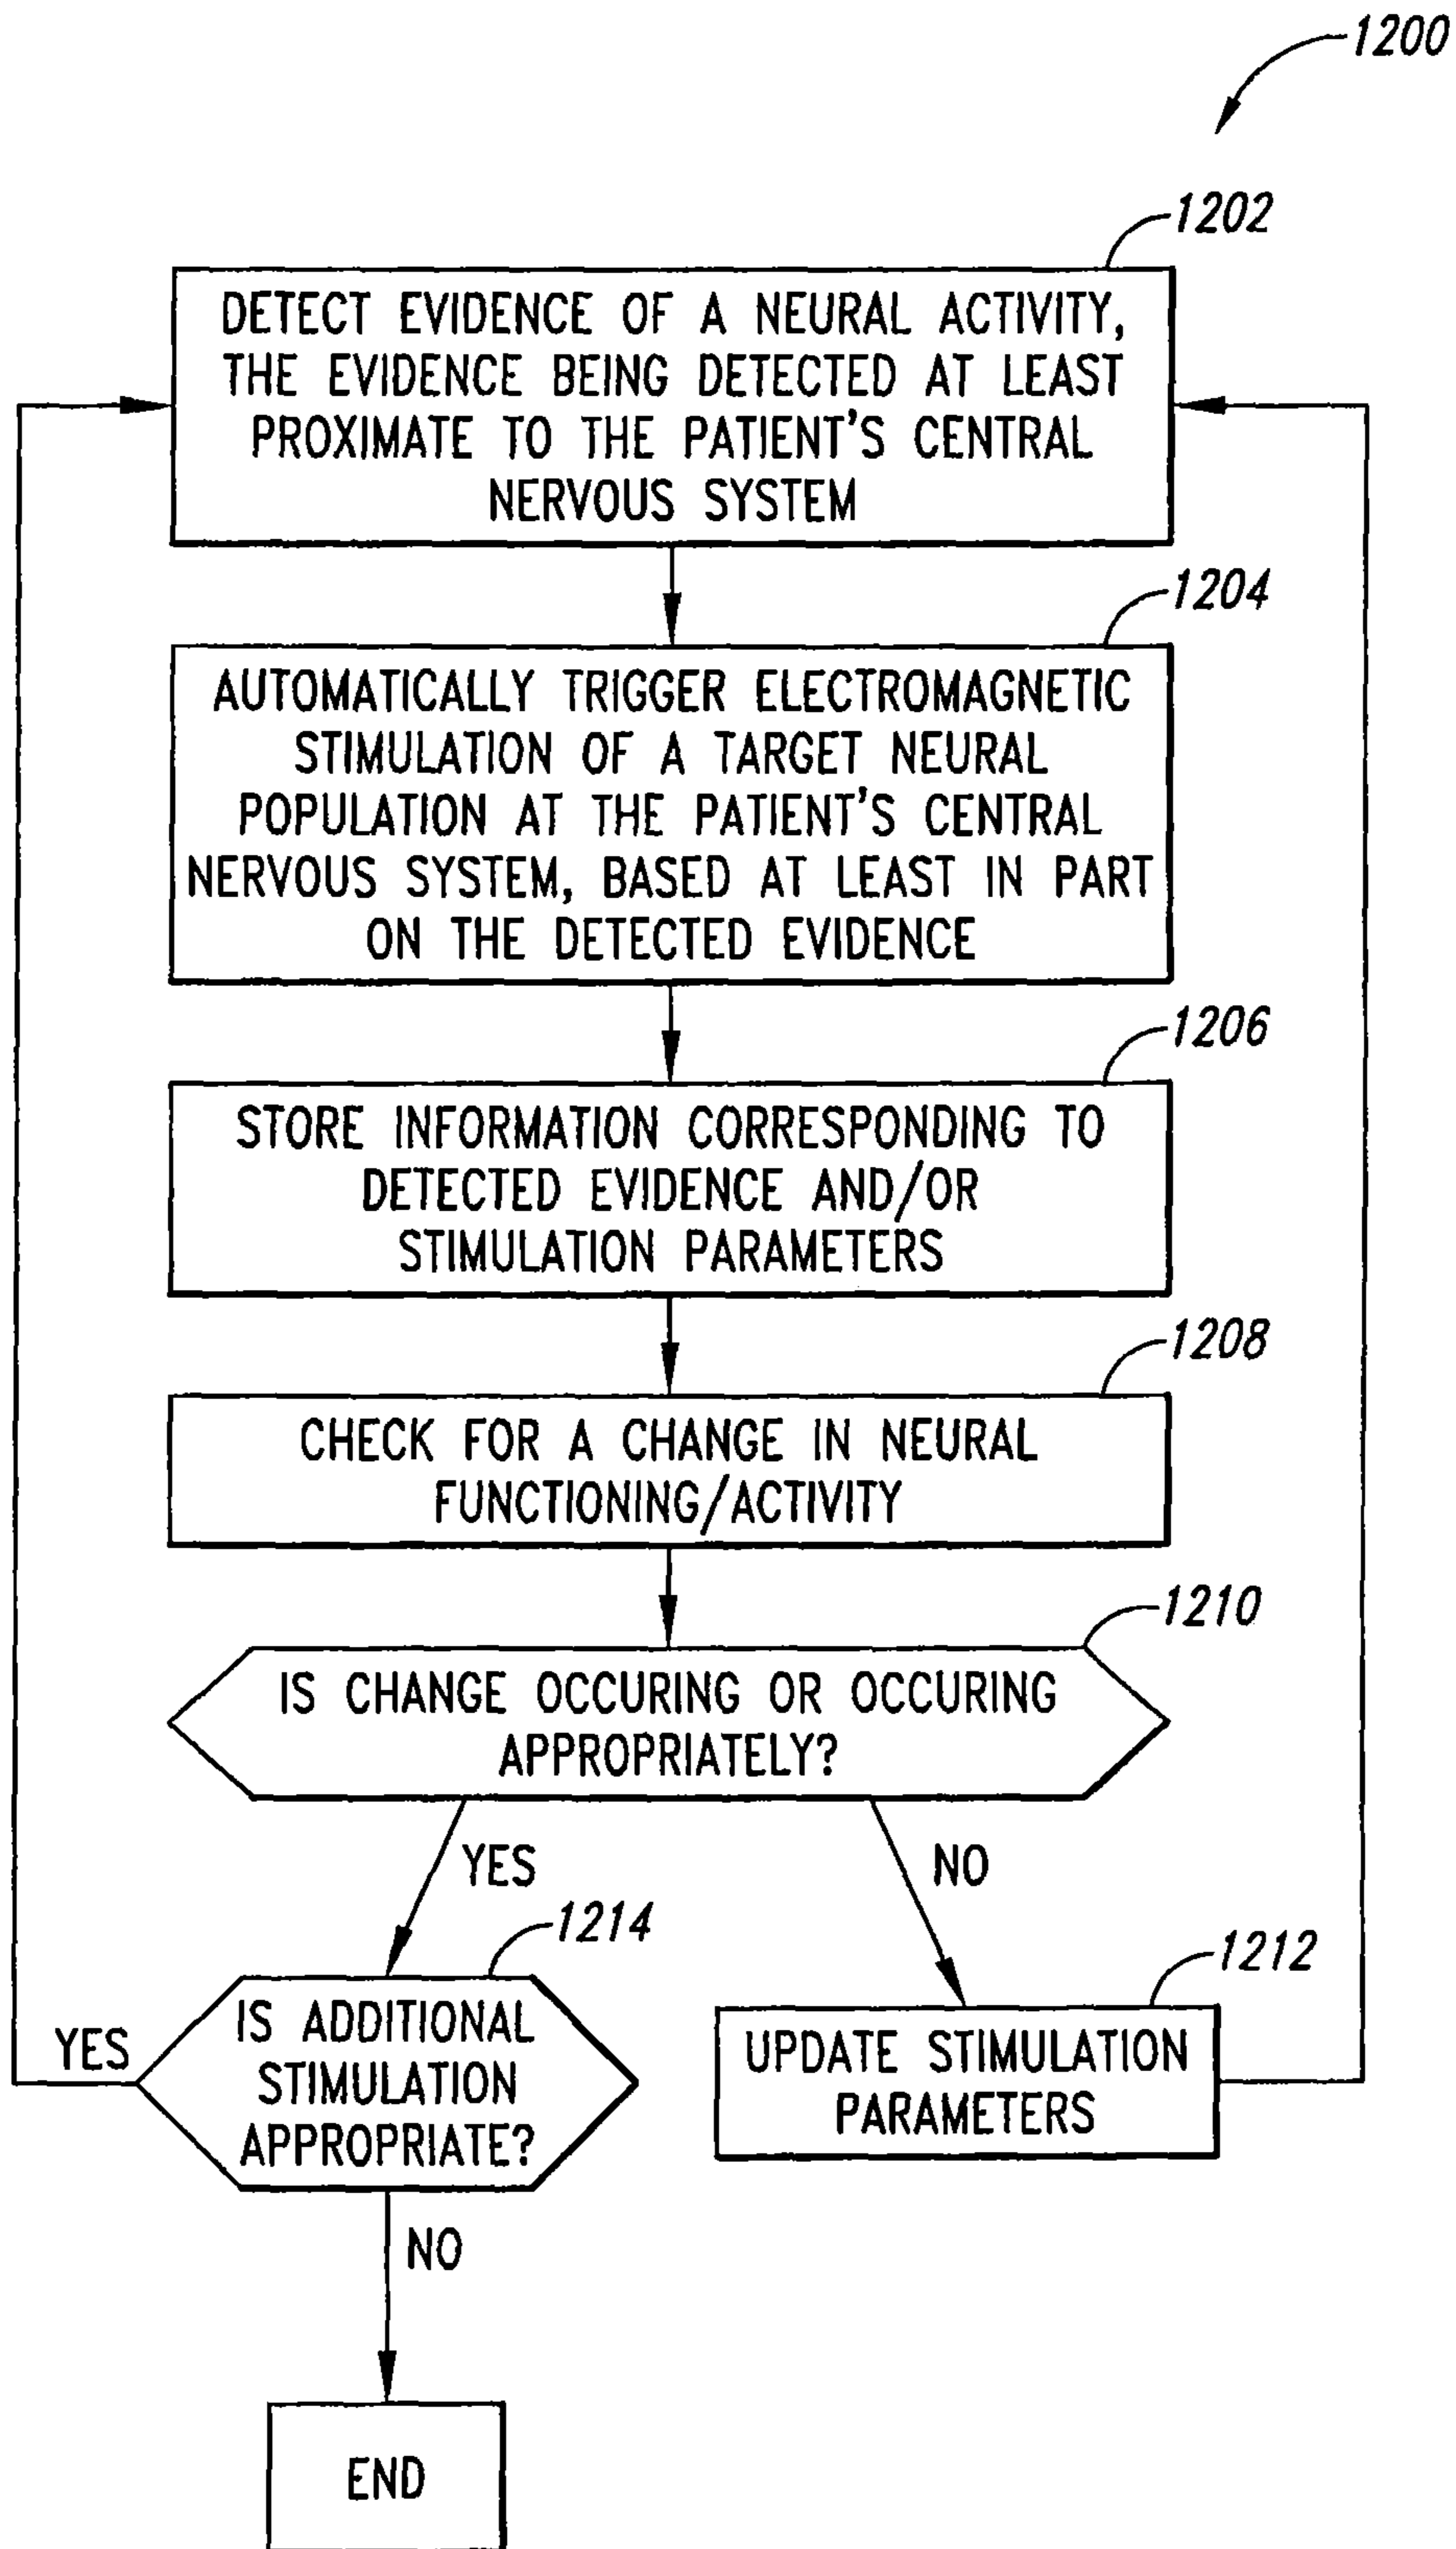 1200
1202
DETECT EVIDENCE OF A NEURAL ACTIVITY,
THE EVIDENCE BEING DETECTED AT LEAST
PROXIMATE TO THE PATIENT'S CENTRAL
NERVOUS SYSTEM
1204
AUTOMATICALLY TRIGGER ELECTROMAGNETIC
STIMULATION OF A TARGET NEURAL
POPULATION AT THE PATIENT'S CENTRAL
NERVOUS SYSTEM, BASED AT LEAST IN PART
ON THE DETECTED EVIDENCE
1206
STORE INFORMATION CORRESPONDING TO
DETECTED EVIDENCE AND/OR
STIMULATION PARAMETERS
1208
CHECK FOR A CHANGE IN NEURAL
FUNCTIONING/ACTIVITY
1210
IS CHANGE OCCURING OR OCCURING
APPROPRIATELY?
YES
NO
1214
1212
IS ADDITIONAL
STIMULATION
APPROPRIATE?
YES
UPDATE STIMULATION
PARAMETERS
NO
END